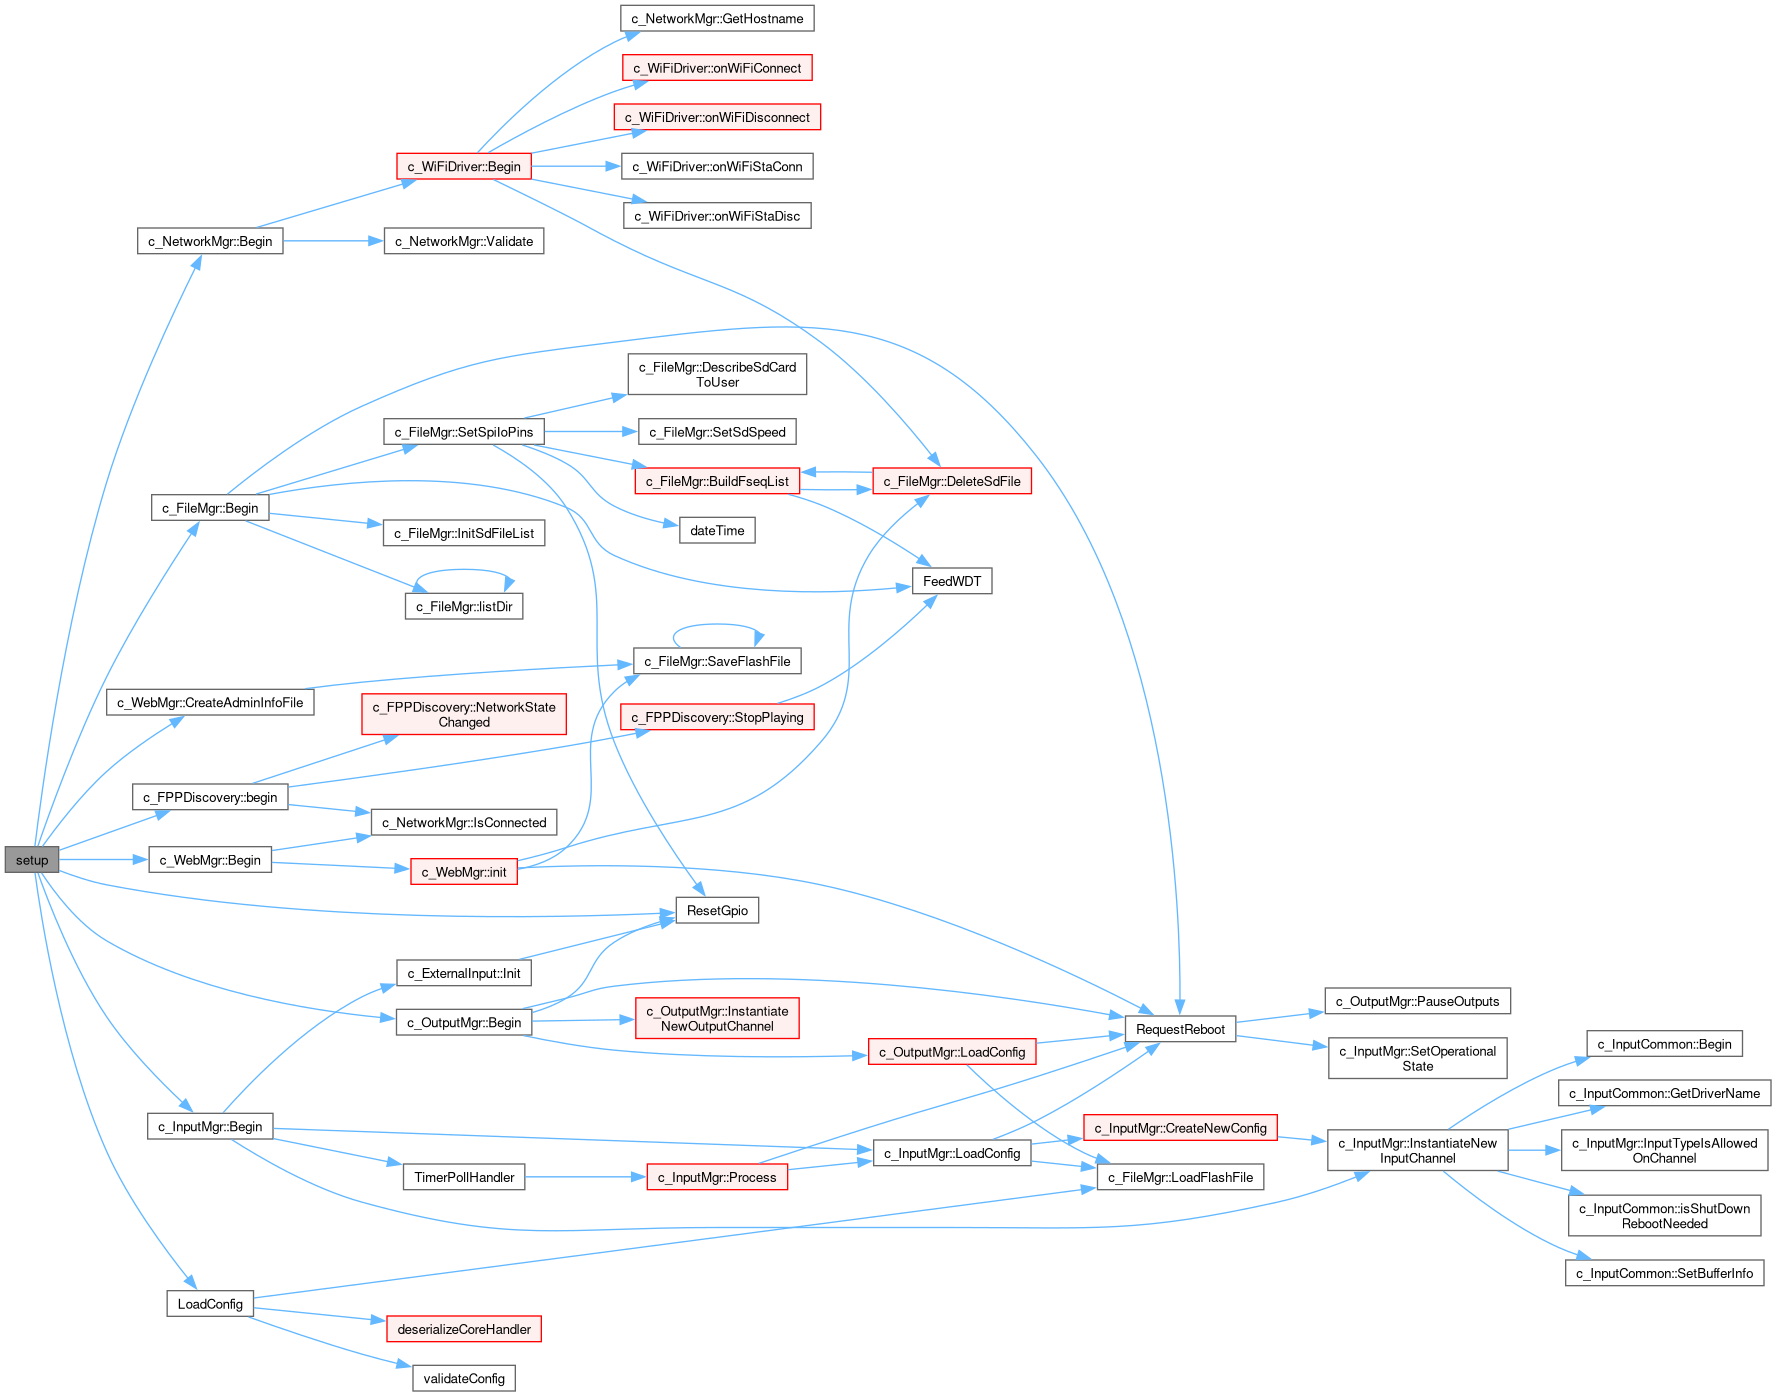 c_NetworkMgr::GetHostname
c_WiFiDriver::onWiFiConnect
c_WiFiDriver::onWiFiDisconnect
c_WiFiDriver::Begin
c_WiFiDriver::onWiFiStaConn
c_WiFiDriver::onWiFiStaDisc
c_NetworkMgr::Begin
c_NetworkMgr::Validate
c_FileMgr::DescribeSdCard
ToUser
c_FileMgr::SetSpiIoPins
c_FileMgr::SetSdSpeed
c_FileMgr::BuildFseqList
c_FileMgr::DeleteSdFile
c_FileMgr::Begin
c_FileMgr::InitSdFileList
dateTime
FeedWDT
c_FileMgr::listDir
c_FileMgr::SaveFlashFile
c_WebMgr::CreateAdminInfoFile
c_FPPDiscovery::NetworkState
Changed
c_FPPDiscovery::StopPlaying
c_FPPDiscovery::begin
c_NetworkMgr::IsConnected
setup
c_WebMgr::Begin
c_WebMgr::init
ResetGpio
c_ExternalInput::Init
c_OutputMgr::Begin
c_OutputMgr::Instantiate
NewOutputChannel
c_OutputMgr::LoadConfig
RequestReboot
c_OutputMgr::PauseOutputs
c_InputMgr::SetOperational
State
c_InputCommon::Begin
c_InputCommon::GetDriverName
c_InputMgr::Begin
c_InputMgr::CreateNewConfig
c_InputMgr::LoadConfig
c_InputMgr::InstantiateNew
InputChannel
c_InputMgr::InputTypeIsAllowed
OnChannel
TimerPollHandler
c_InputMgr::Process
c_FileMgr::LoadFlashFile
c_InputCommon::isShutDown
RebootNeeded
c_InputCommon::SetBufferInfo
LoadConfig
deserializeCoreHandler
validateConfig